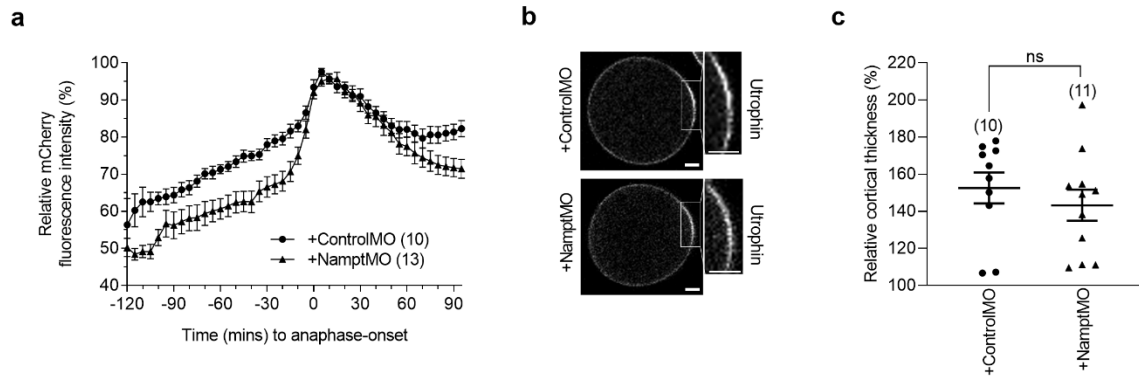 a
Relative mCherry
fluorescence intensity (%)
100
90
80
70
60
50
40
-120
-90
-60
-30
0
30
60
90
+ControlMO (10)
+NamptMO (13)
Time (mins) to anaphase-onset
b
+ControlMO
Utrophin
+NamptMO
Utrophin
c
Relative cortical thickness (%)
220
200
180
160
140
120
100
ns
(10)
(11)
+ControlMO
+NamptMO